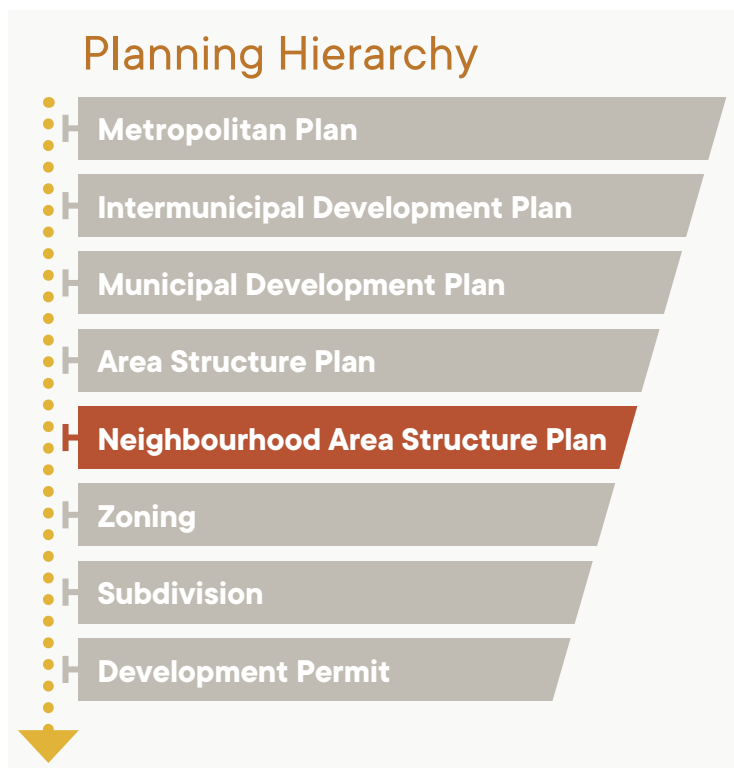 Planning Hierarchy
Metropolitan Plan
Intermunicipal Development Plan
Municipal Development Plan
Area Structure Plan
Neighbourhood Area Structure Plan
Zoning
Subdivision
Development Permit